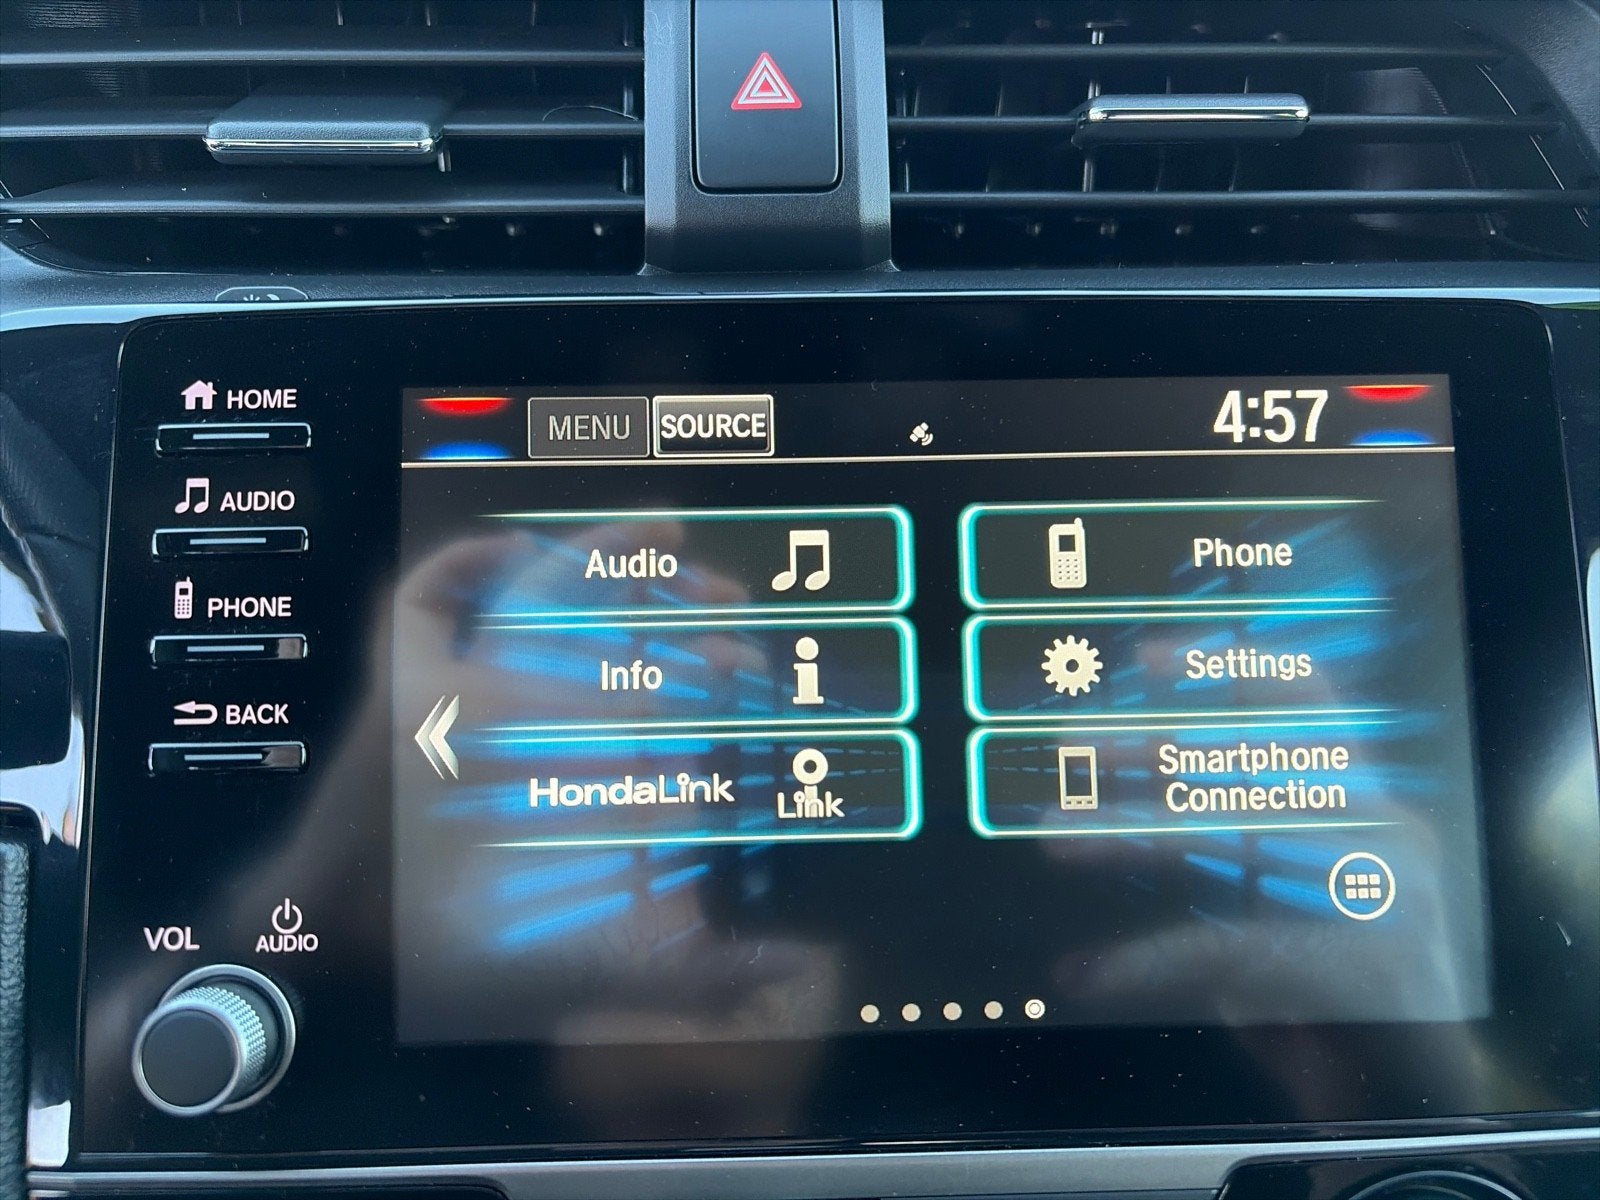 HOME
AUDIO
PHONE
BACK
VOL
AUDIO
MENU SOURCE 4:57
Audio Phone
Info Settings
HondaLink Link Smartphone
Connection